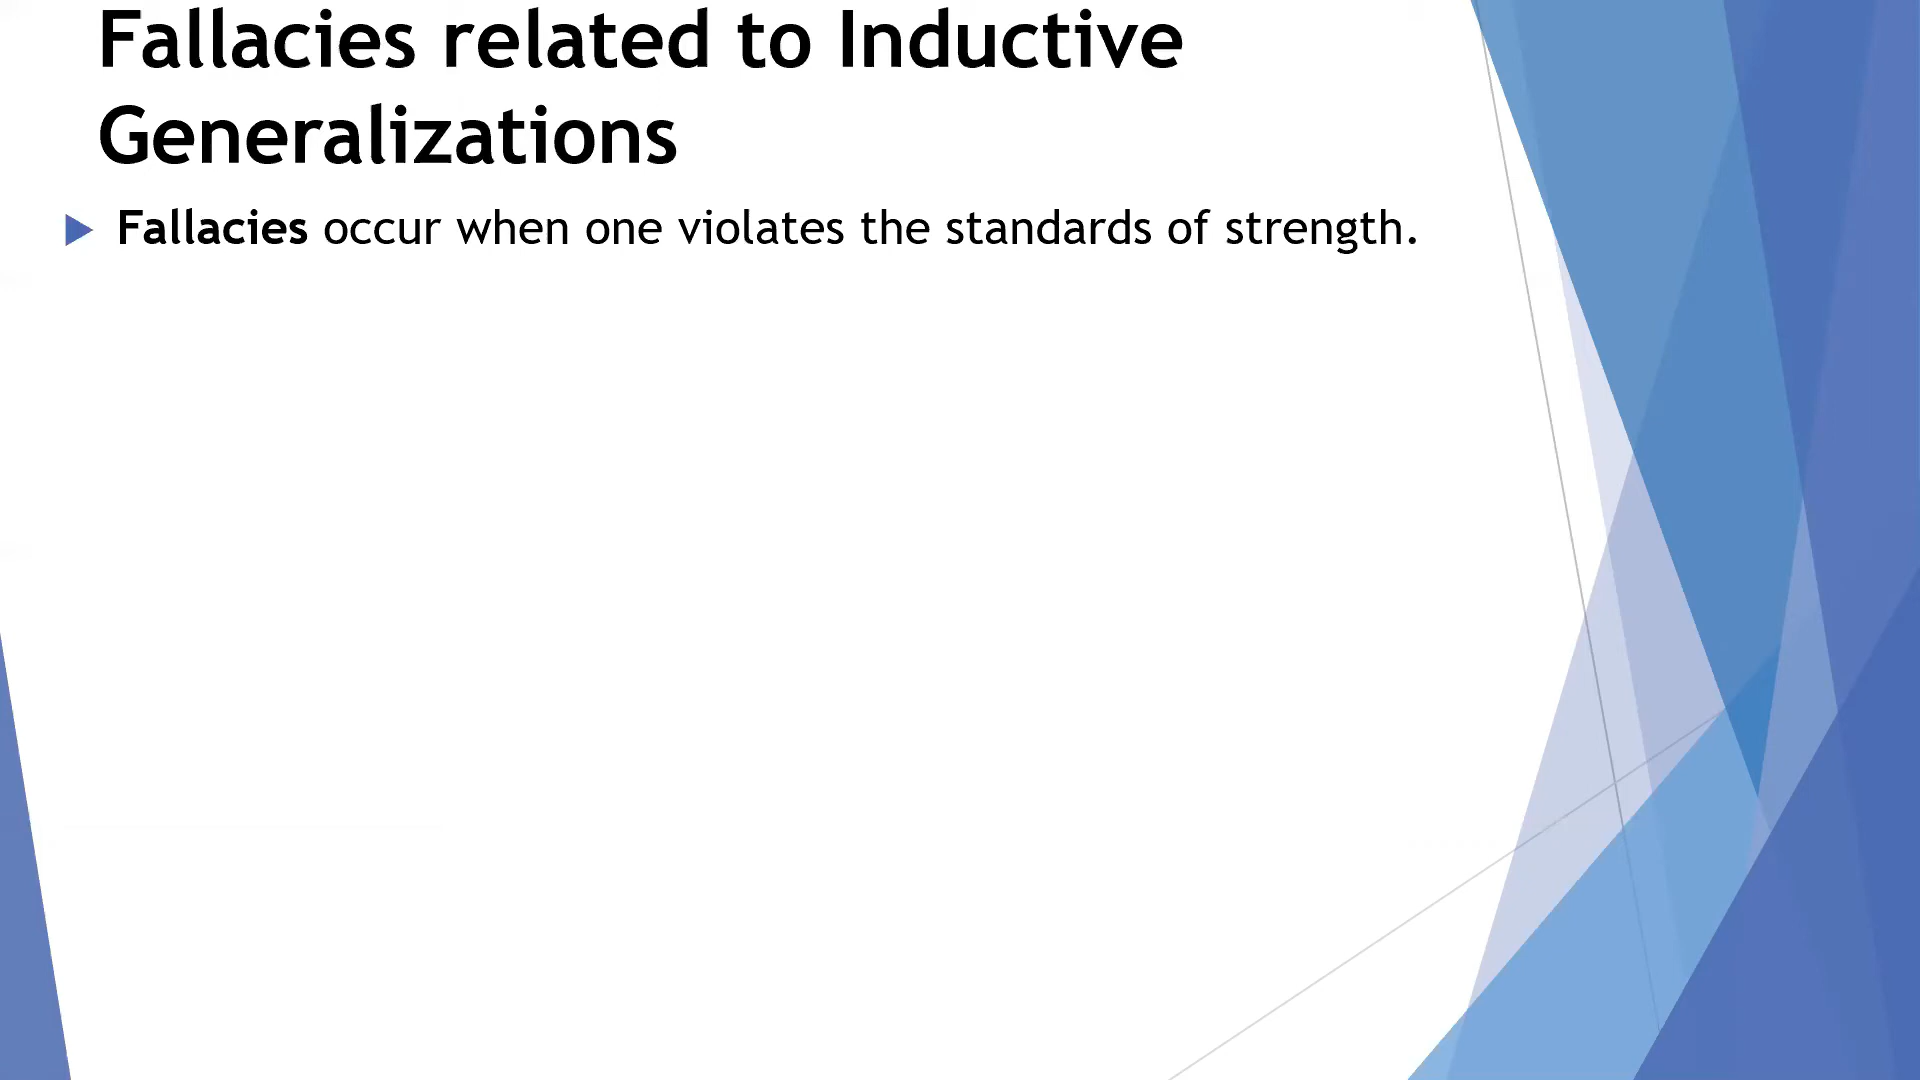 Fallacies related to Inductive
Generalizations
Fallacies occur when one violates the standards of strength.